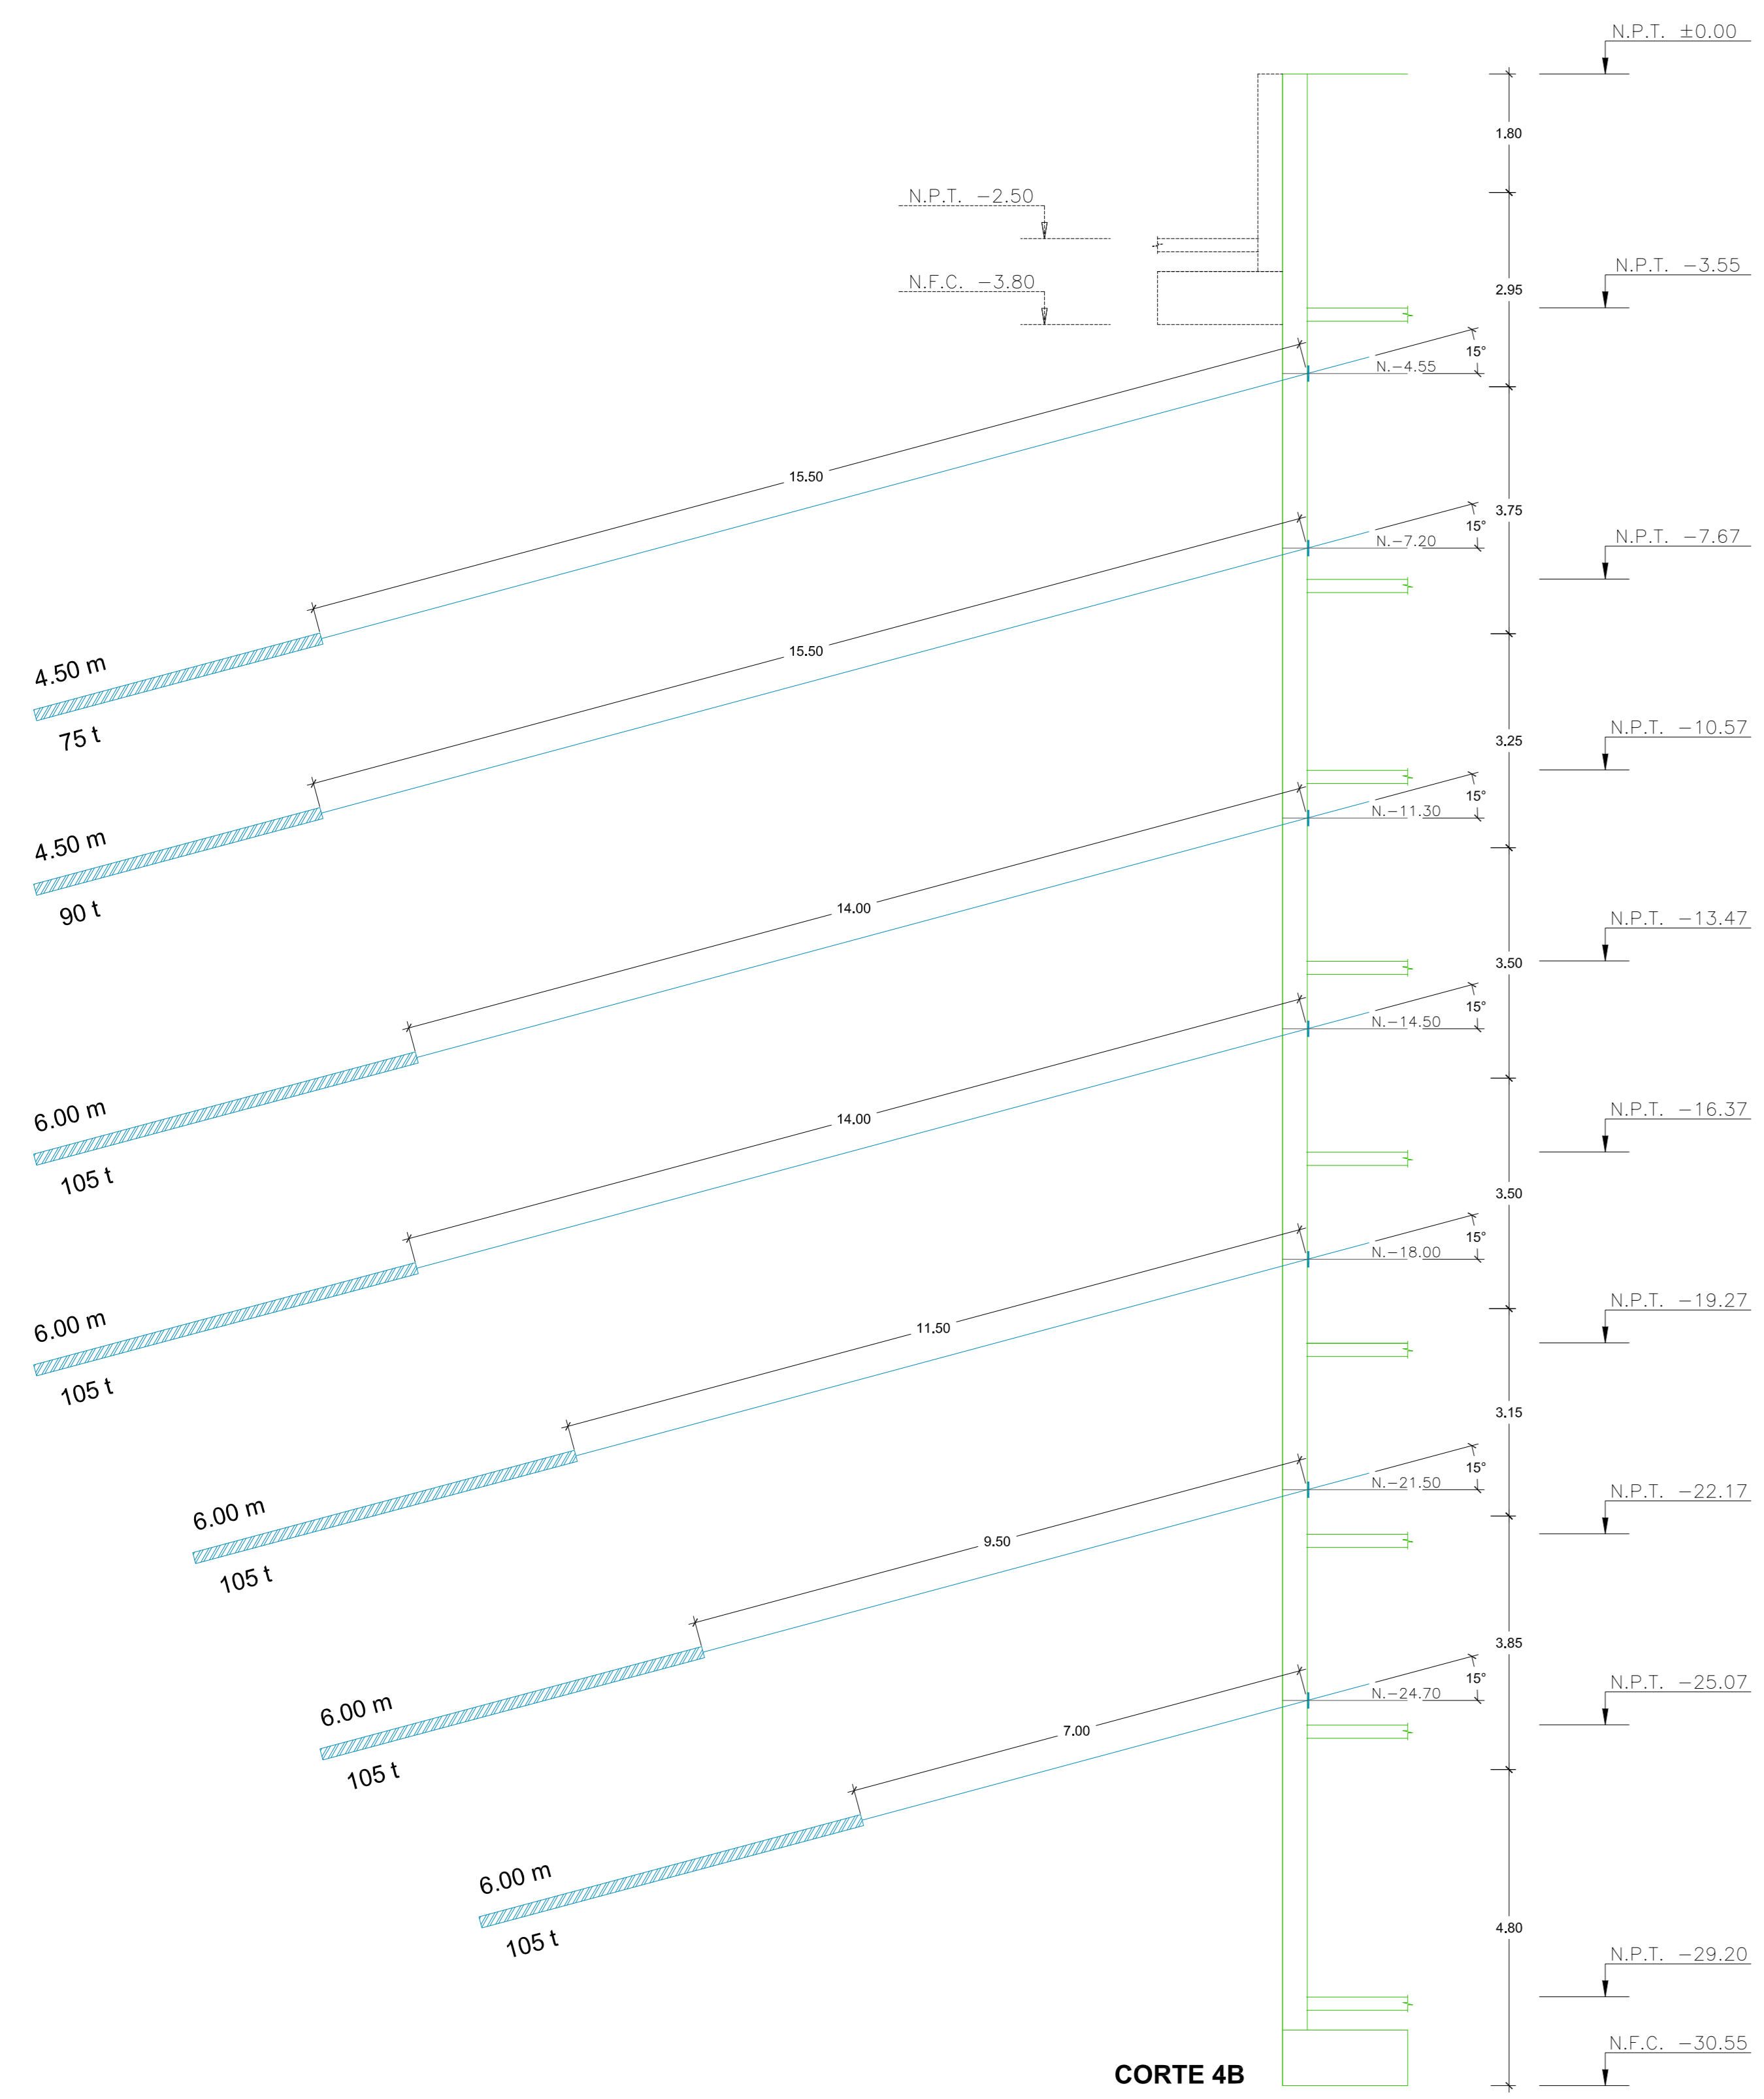 N.P.T. ±0.00
1.80
N.P.T. −2.50
N.P.T. −3.55
N.F.C. −3.80
2.95
15°
N.−4.55
15.50
3.75
15°
N.−7.20
N.P.T. −7.67
15.50
4.50 m
75 t
N.P.T. −10.57
3.25
15°
N.−11.30
4.50 m
90 t
14.00
N.P.T. −13.47
3.50
15°
N.−14.50
6.00 m
105 t
14.00
N.P.T. −16.37
3.50
15°
N.−18.00
6.00 m
105 t
11.50
N.P.T. −19.27
3.15
15°
N.−21.50
6.00 m
105 t
9.50
N.P.T. −22.17
3.85
15°
N.−24.70
6.00 m
105 t
7.00
N.P.T. −25.07
6.00 m
105 t
4.80
N.P.T. −29.20
N.F.C. −30.55
CORTE 4B